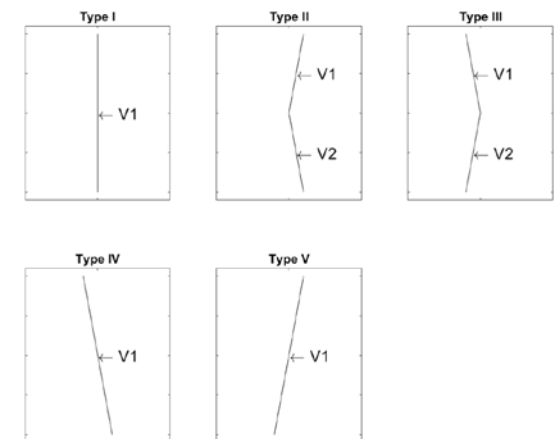 Type I
Type II
Type III
← V1
← V1
← V2
← V1
← V2
Type IV
Type V
← V1
← V1